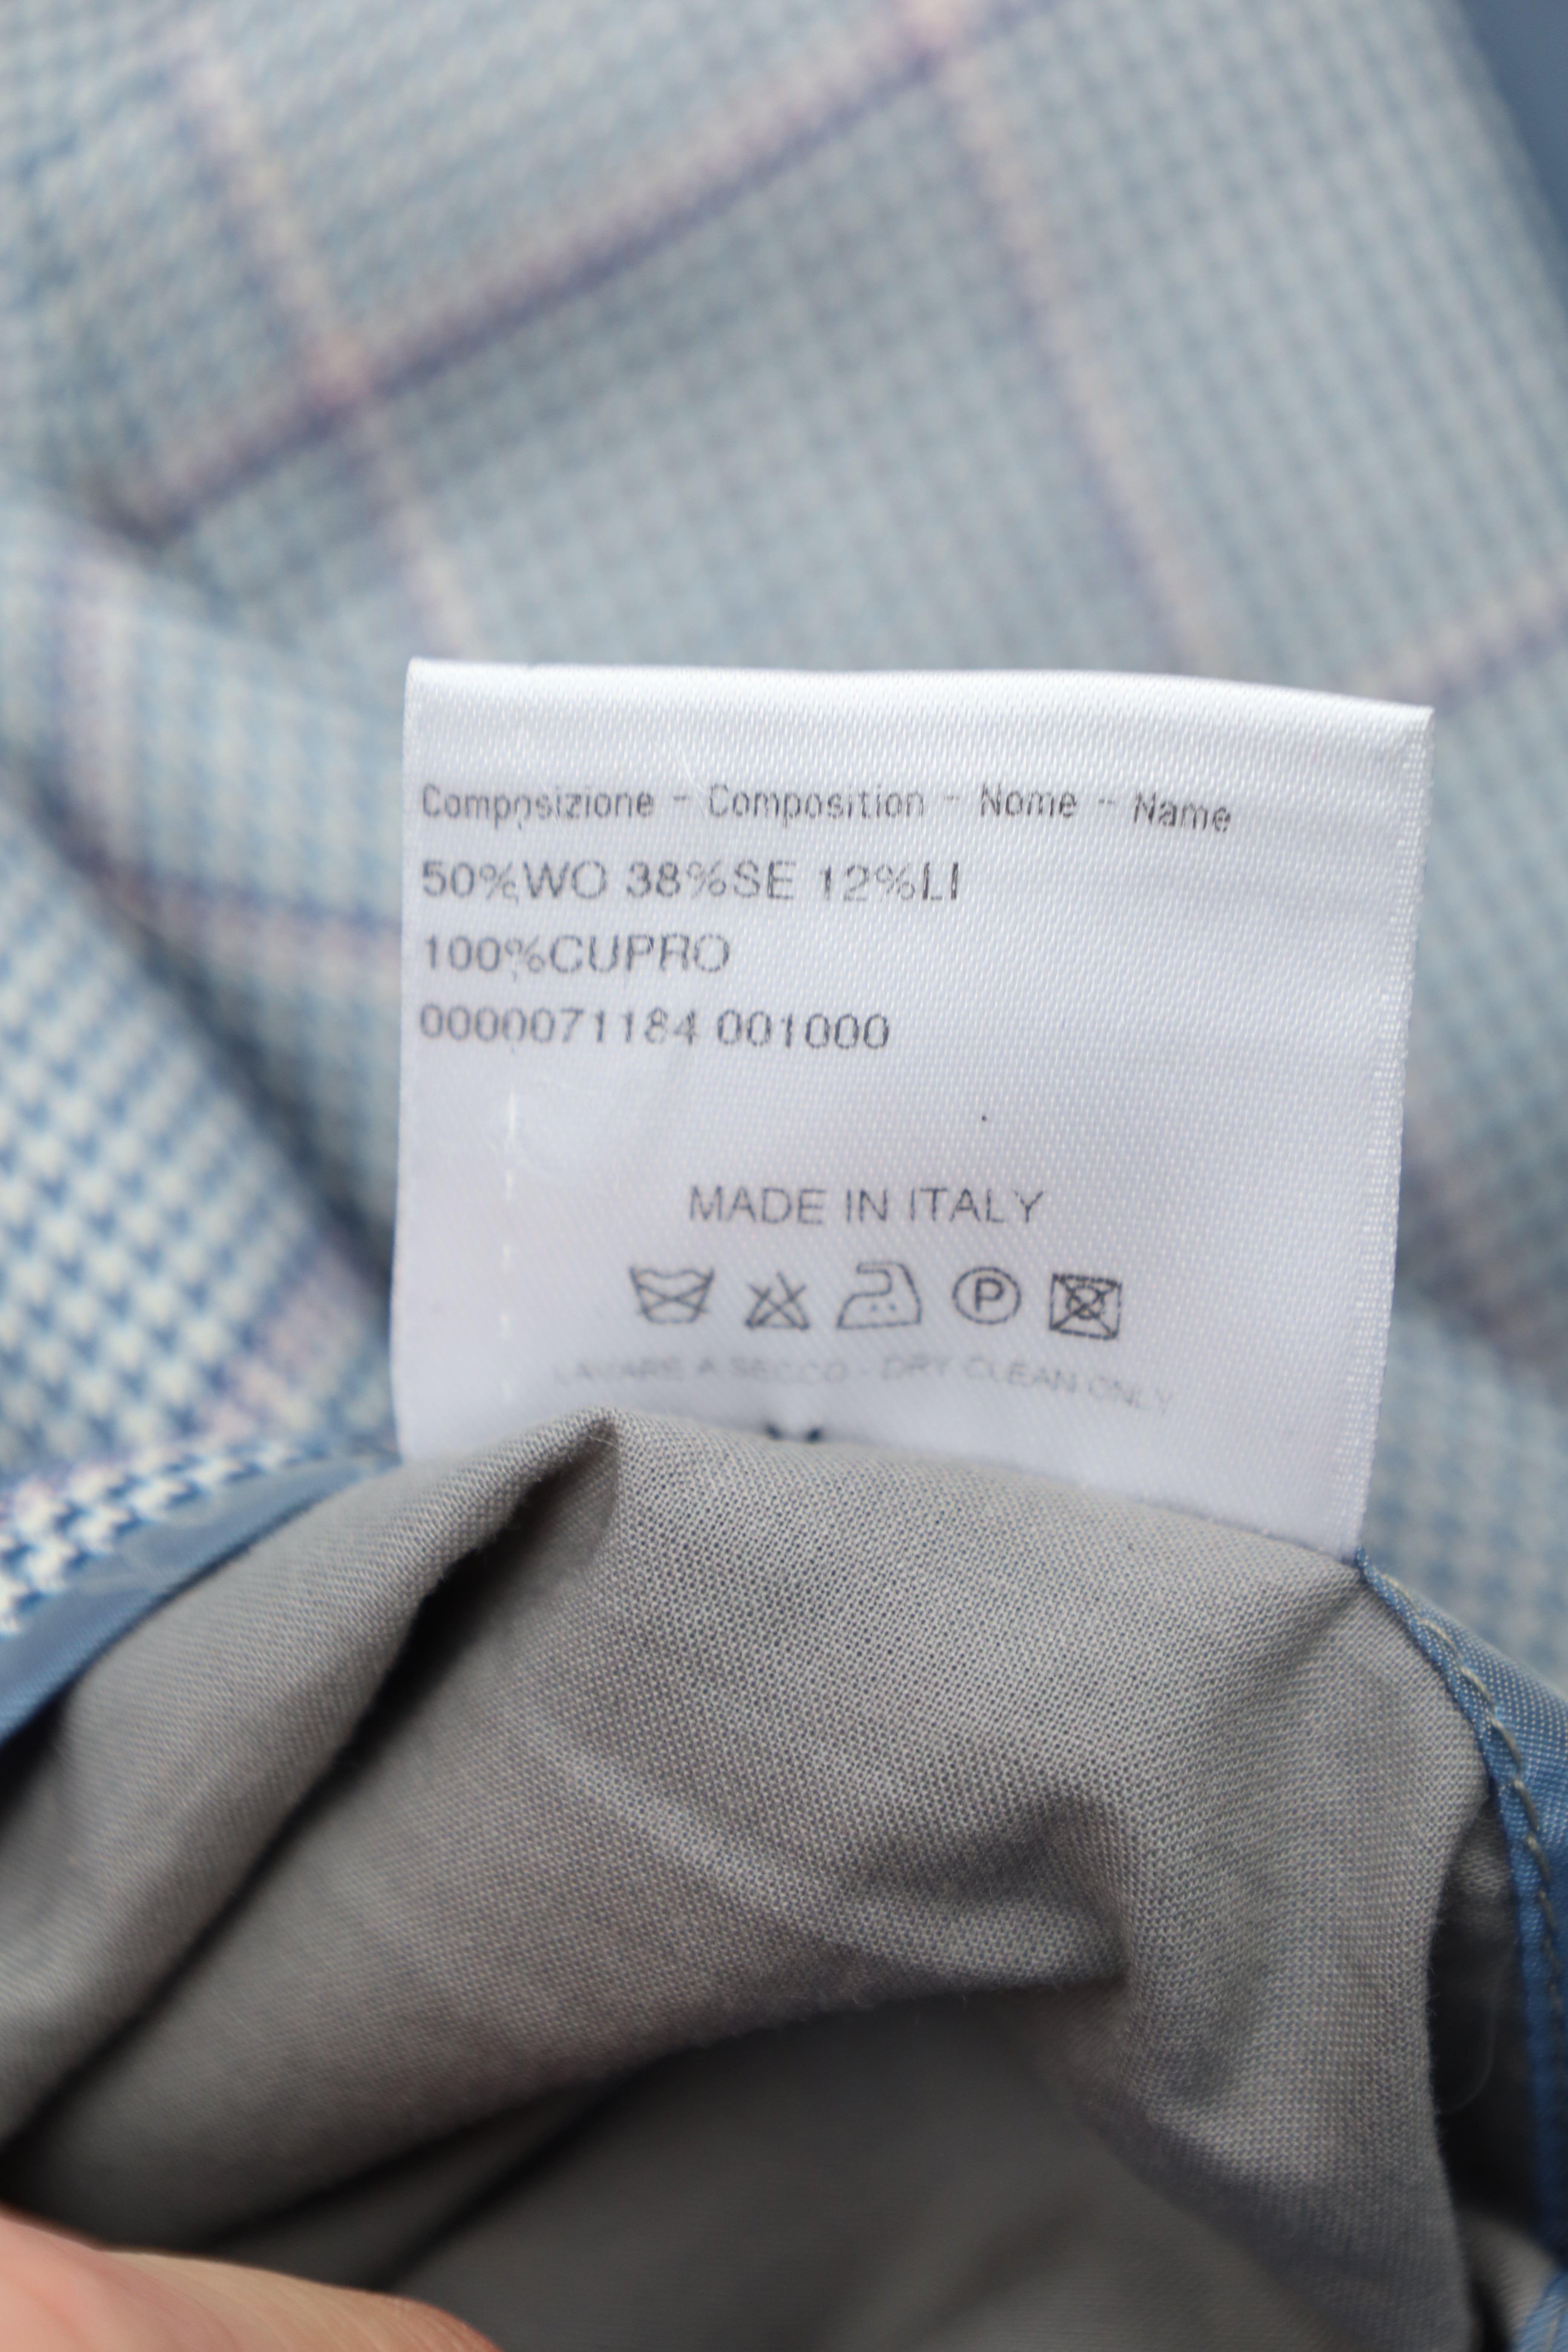 Composizione - Composition - Nome - Name
50%WO 38%SE 12%LI
100%CUPRO
0000071184 001000
MADE IN ITALY
P
LAVARE A SECCO - DRY CLEAN ONLY